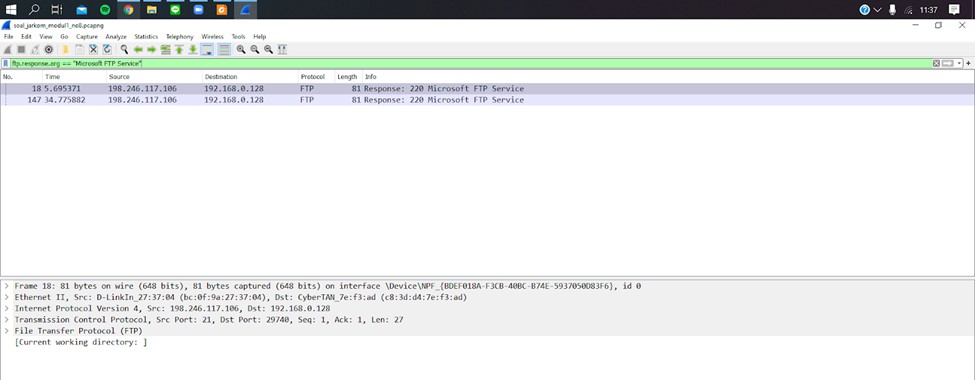 11:37
soal_jarkom_modul1_no8.pcapng
File Edit View Go Capture Analyze Statistics Telephony Wireless Tools Help
ftp.response.arg == "Microsoft FTP Service"
No. Time Source Destination Protocol Length Info
18 5.695371 198.246.117.106 192.168.0.128 FTP 81 Response: 220 Microsoft FTP Service
147 34.775882 198.246.117.106 192.168.0.128 FTP 81 Response: 220 Microsoft FTP Service
> Frame 18: 81 bytes on wire (648 bits), 81 bytes captured (648 bits) on interface \Device\NPF_{BDEF018A-F3CB-40BC-B74E-5937050D83F6}, id 0
> Ethernet II, Src: D-LinkIn_27:37:04 (bc:0f:9a:27:37:04), Dst: CyberTAN_7e:f3:ad (c8:3d:d4:7e:f3:ad)
> Internet Protocol Version 4, Src: 198.246.117.106, Dst: 192.168.0.128
> Transmission Control Protocol, Src Port: 21, Dst Port: 29740, Seq: 1, Ack: 1, Len: 27
> File Transfer Protocol (FTP)
[Current working directory: ]